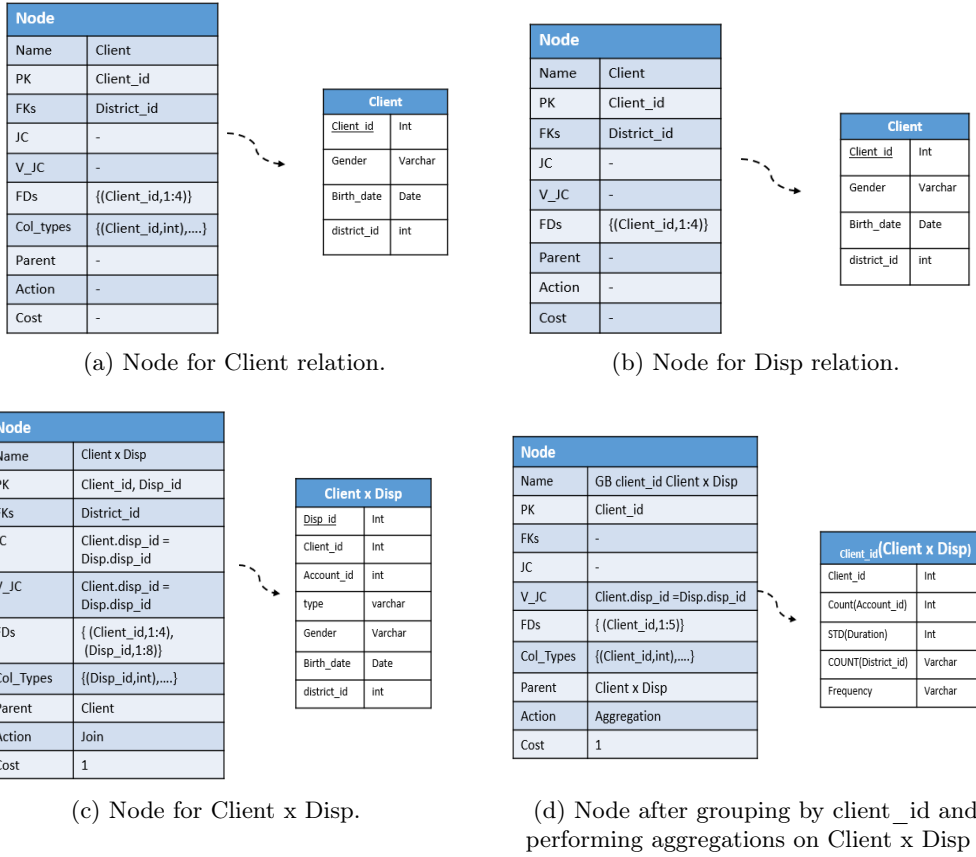 Node
Name Client
PK Client_id
FKs District_id
JC -
V_JC -
FDs {(Client_id,1:4)}
Col_types {(Client_id,int),....}
Parent -
Action -
Cost -
Client
Client_id Int
Gender Varchar
Birth_date Date
district_id int
(a) Node for Client relation.
Node
Name Client
PK Client_id
FKs District_id
JC -
V_JC -
FDs {(Client_id,1:4)}
Parent -
Action -
Cost -
Client
Client_id Int
Gender Varchar
Birth_date Date
district_id int
(b) Node for Disp relation.
Node
Name Client x Disp
PK Client_id, Disp_id
FKs District_id
JC Client.disp_id =
Disp.disp_id
V_JC Client.disp_id =
Disp.disp_id
FDs { (Client_id,1:4),
(Disp_id,1:8)}
Col_Types {(Disp_id,int),....}
Parent Client
Action Join
Cost 1
Client x Disp
Disp_id Int
Client_id Int
Account_id int
type varchar
Gender Varchar
Birth_date Date
district_id int
(c) Node for Client x Disp.
Node
Name GB client_id Client x Disp
PK Client_id
FKs -
JC -
V_JC Client.disp_id =Disp.disp_id
FDs { (Client_id,1:5)}
Col_Types {(Client_id,int),....}
Parent Client x Disp
Action Aggregation
Cost 1
Client_id(Client x Disp)
Client_id Int
Count(Account_id) Int
STD(Duration) Int
COUNT(District_id) Varchar
Frequency Varchar
(d) Node after grouping by client_id and
performing aggregations on Client x Disp